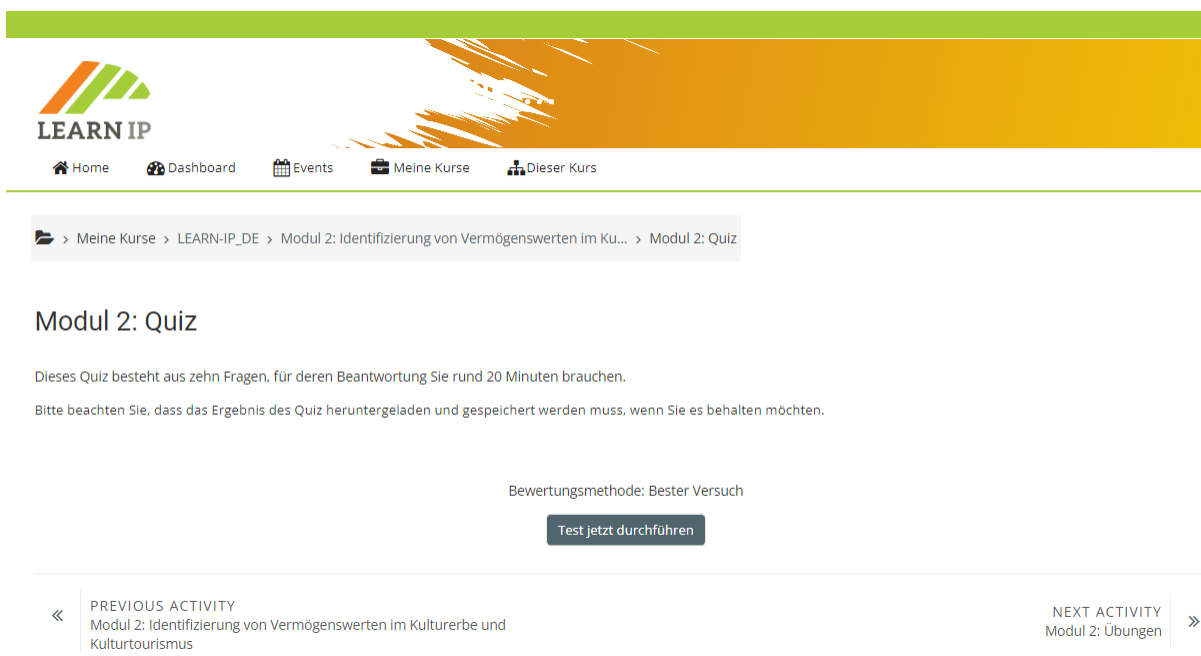 LEARN IP
Home Dashboard Events Meine Kurse Dieser Kurs
> Meine Kurse > LEARN-IP_DE > Modul 2: Identifizierung von Vermögenswerten im Ku... > Modul 2: Quiz
Modul 2: Quiz
Dieses Quiz besteht aus zehn Fragen, für deren Beantwortung Sie rund 20 Minuten brauchen.
Bitte beachten Sie, dass das Ergebnis des Quiz heruntergeladen und gespeichert werden muss, wenn Sie es behalten möchten.
Bewertungsmethode: Bester Versuch
Test jetzt durchführen
« PREVIOUS ACTIVITY
Modul 2: Identifizierung von Vermögenswerten im Kulturerbe und
Kulturtourismus
NEXT ACTIVITY »
Modul 2: Übungen